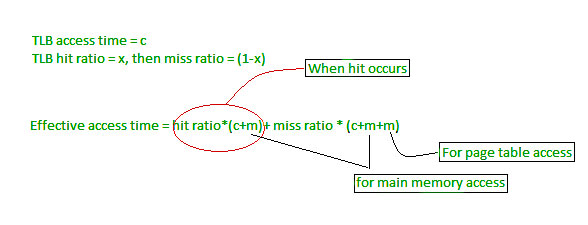 TLB access time = c
TLB hit ratio = x, then miss ratio = (1-x)
When hit occurs
Effective access time = hit ratio*(c+m)+ miss ratio * (c+m+m)
For page table access
for main memory access